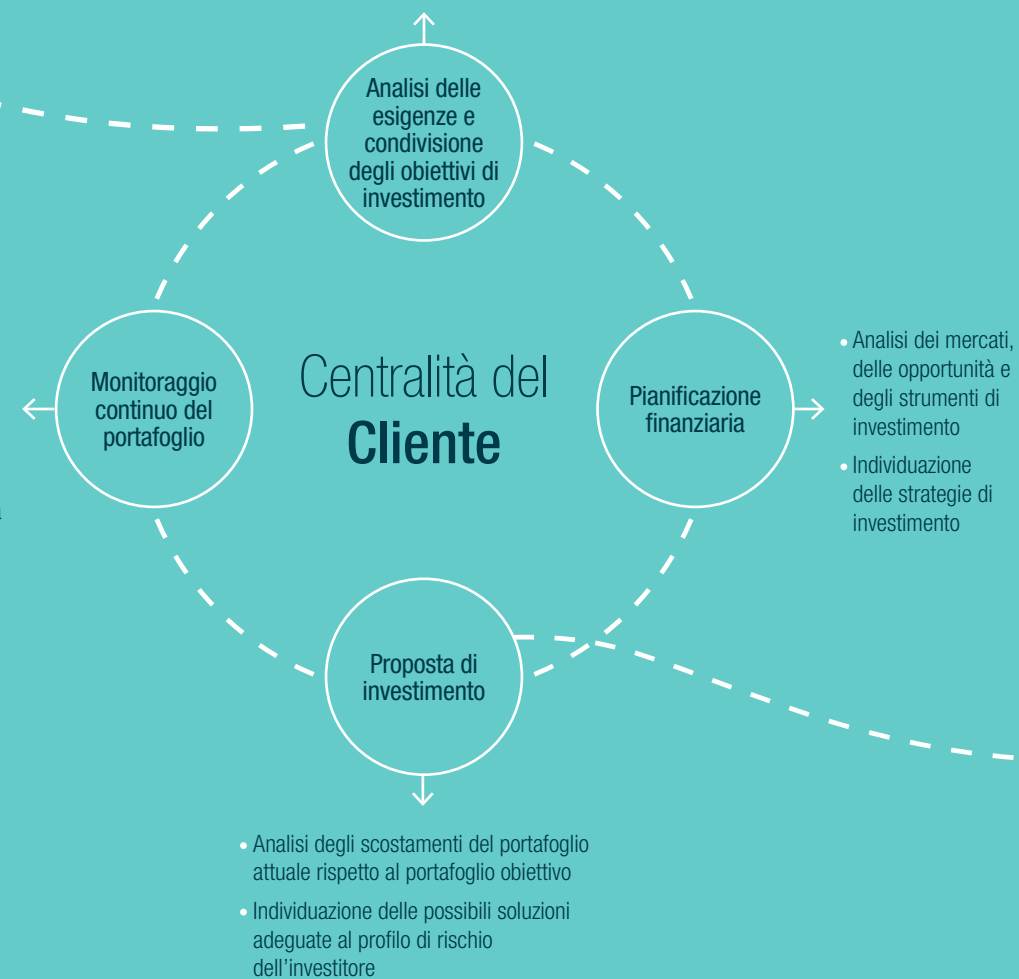 Analisi delle
esigenze e
condivisione
degli obiettivi di
investimento
Monitoraggio
continuo del
portafoglio
Centralità del
Cliente
Pianificazione
finanziaria
• Analisi dei mercati,
delle opportunità e
degli strumenti di
investimento
• Individuazione
delle strategie di
investimento
Proposta di
investimento
• Analisi degli scostamenti del portafoglio
attuale rispetto al portafoglio obiettivo
• Individuazione delle possibili soluzioni
adeguate al profilo di rischio
dell’investitore